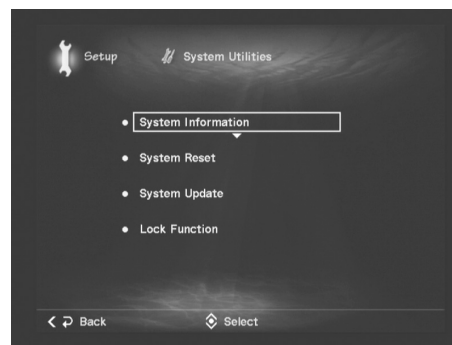 Setup System Utilities
System Information
System Reset
System Update
Lock Function
Back Select